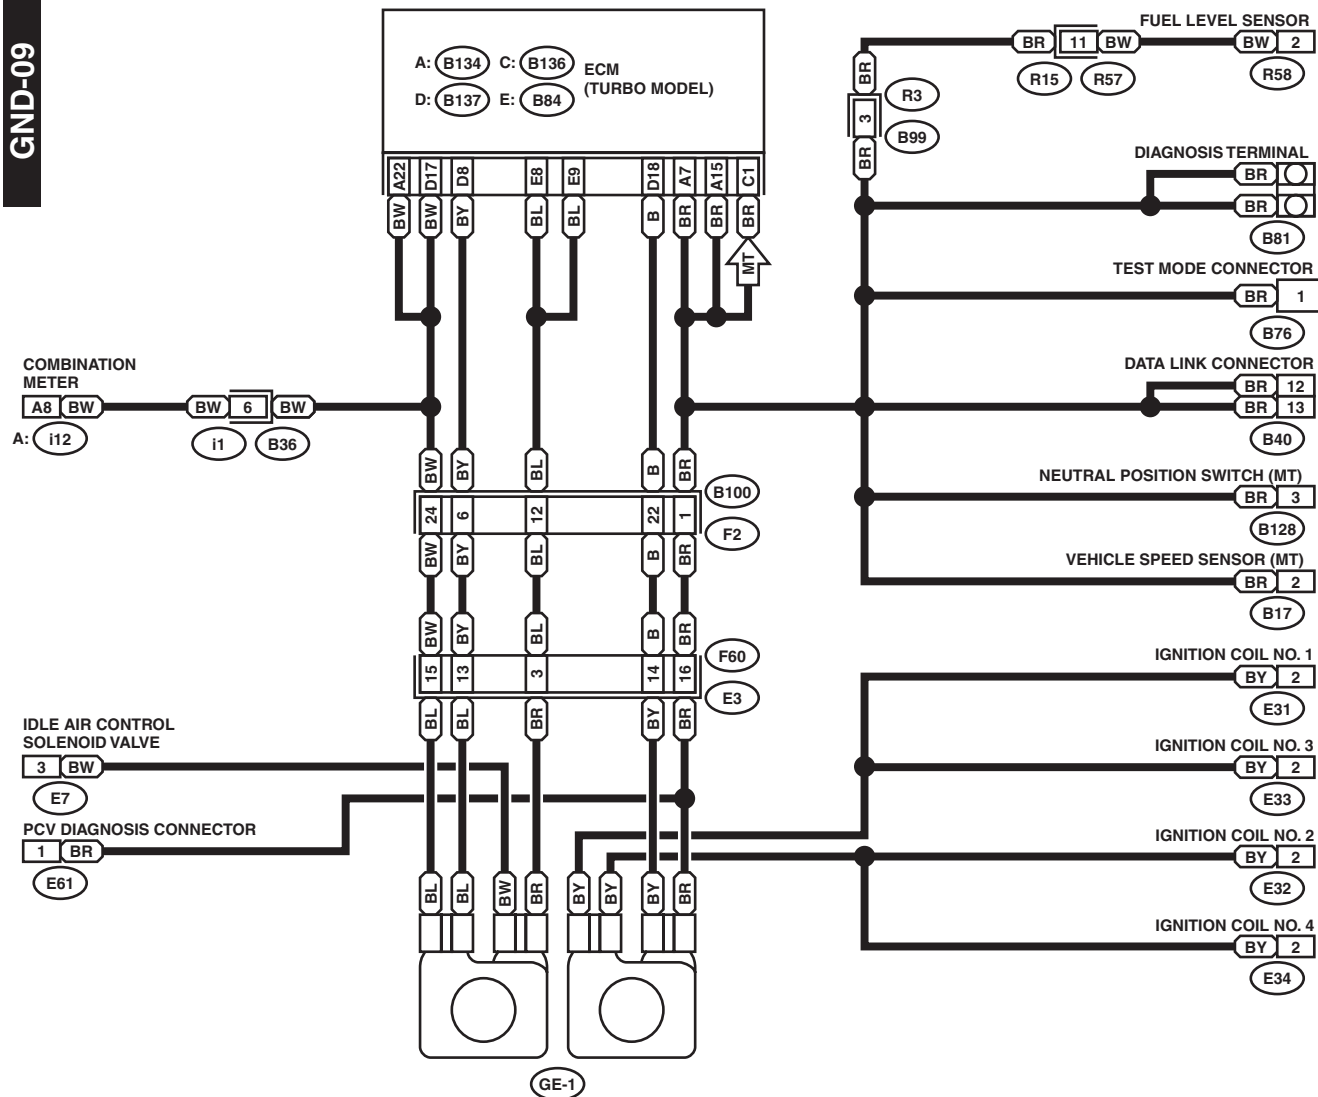 GND-09
A: B134 C: B136
D: B137 E: B84
ECM
(TURBO MODEL)
A22 D17 D8 E8 E9 D18 A7 A15 C1
BW BW BY BL BL B BR BR BR
MT
FUEL LEVEL SENSOR
BR 11 BW BW 2
R15 R57 R58
BR
R3
3
B99
BR
DIAGNOSIS TERMINAL
BR
BR
B81
TEST MODE CONNECTOR
BR 1
B76
COMBINATION
METER
A8 BW BW 6 BW
A: i12 i1 B36
DATA LINK CONNECTOR
BR 12
BR 13
B40
BW BY BL B BR
B100
24 6 12 22 1
F2
BW BY BL B BR
NEUTRAL POSITION SWITCH (MT)
BR 3
B128
VEHICLE SPEED SENSOR (MT)
BR 2
B17
BW BY BL B BR
F60
15 13 3 14 16
E3
BL BL BR BY BR
IGNITION COIL NO. 1
BY 2
E31
IDLE AIR CONTROL
SOLENOID VALVE
3 BW
E7
IGNITION COIL NO. 3
BY 2
E33
PCV DIAGNOSIS CONNECTOR
1 BR
E61
IGNITION COIL NO. 2
BY 2
E32
BL BL BW BR BY BY BY BR
IGNITION COIL NO. 4
BY 2
E34
GE-1